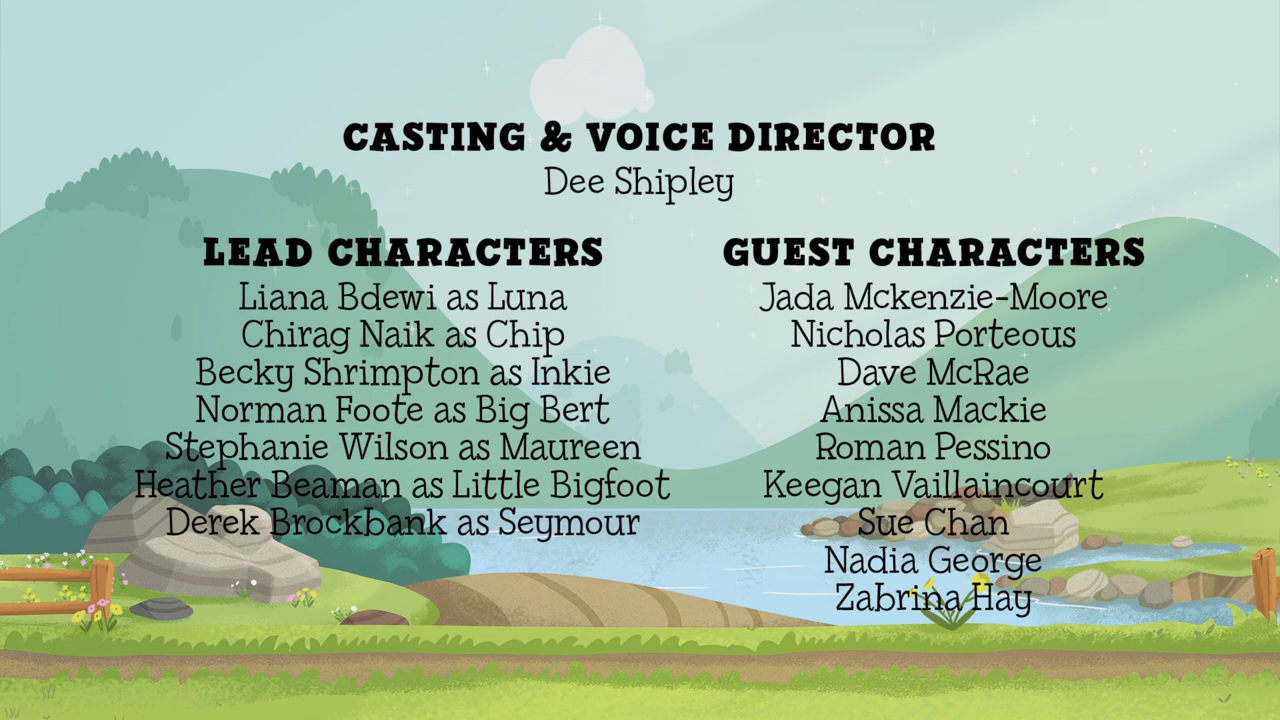 CASTING & VOICE DIRECTOR
Dee Shipley
LEAD CHARACTERS
Liana Bdewi as Luna
Chirag Naik as Chip
Becky Shrimpton as Inkie
Norman Foote as Big Bert
Stephanie Wilson as Maureen
Heather Beaman as Little Bigfoot
Derek Brockbank as Seymour
GUEST CHARACTERS
Jada Mckenzie-Moore
Nicholas Porteous
Dave McRae
Anissa Mackie
Roman Pessino
Keegan Vaillaincourt
Sue Chan
Nadia George
Zabrina Hay